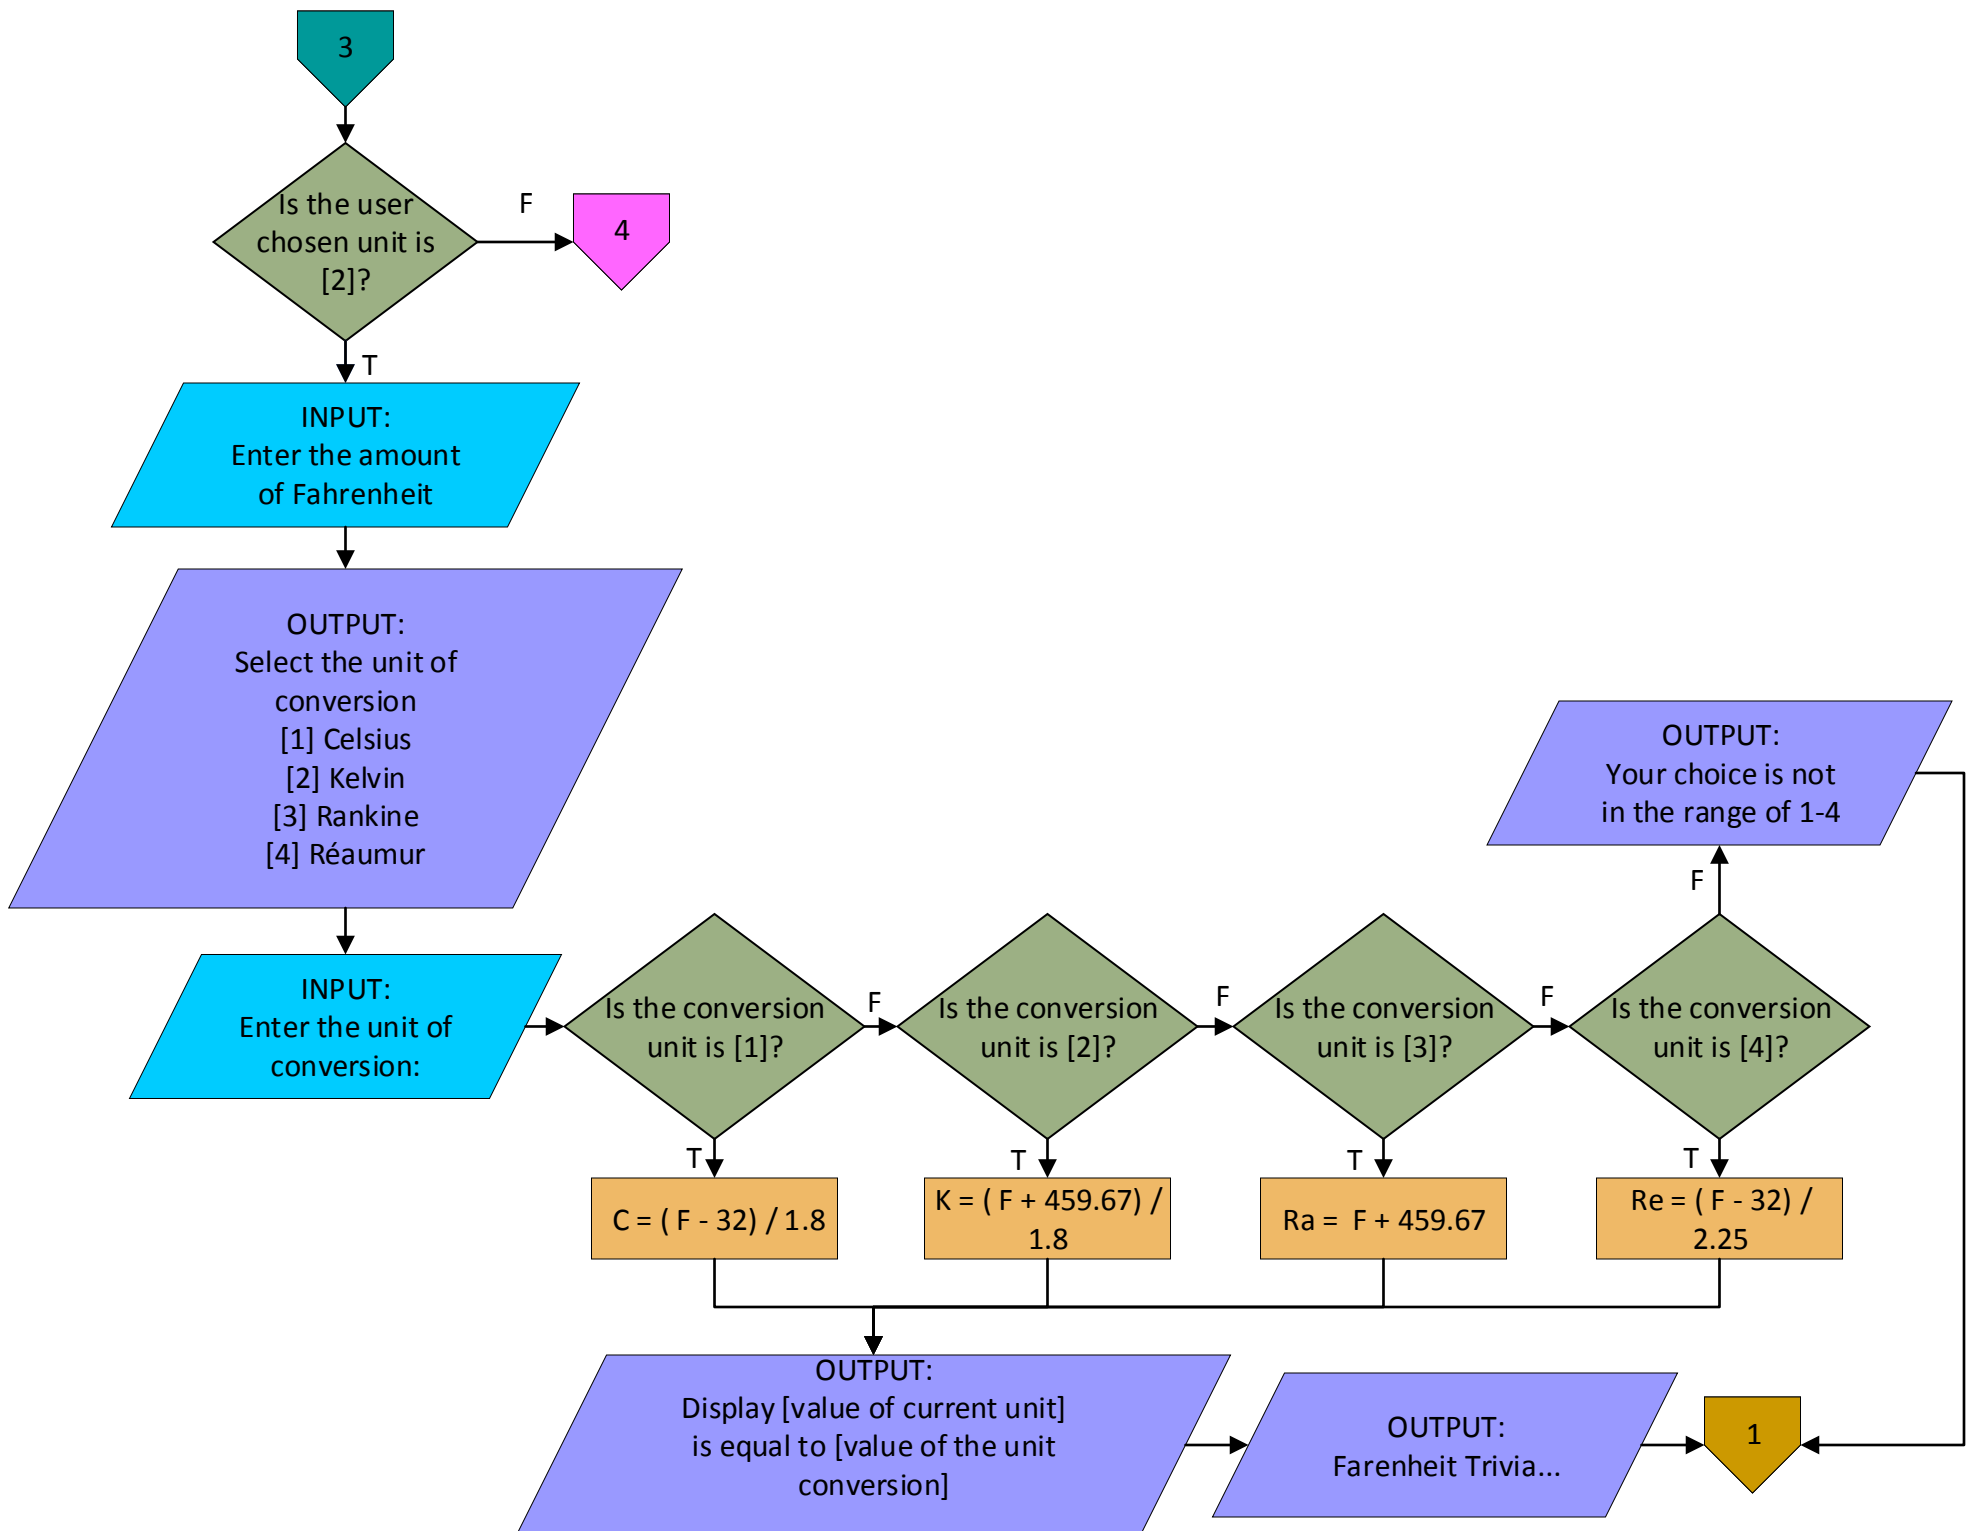 3
Is the user
chosen unit is
[2]?
F
4
T
INPUT:
Enter the amount
of Fahrenheit
OUTPUT:
Select the unit of
conversion
[1] Celsius
[2] Kelvin
[3] Rankine
[4] Réaumur
INPUT:
Enter the unit of
conversion:
Is the conversion
unit is [1]?
F
Is the conversion
unit is [2]?
F
Is the conversion
unit is [3]?
F
Is the conversion
unit is [4]?
F
OUTPUT:
Your choice is not
in the range of 1-4
T
C = ( F - 32) / 1.8
T
K = ( F + 459.67) /
1.8
T
Ra =  F + 459.67
T
Re = ( F - 32) /
2.25
OUTPUT:
Display [value of current unit]
is equal to [value of the unit
conversion]
OUTPUT:
Farenheit Trivia...
1